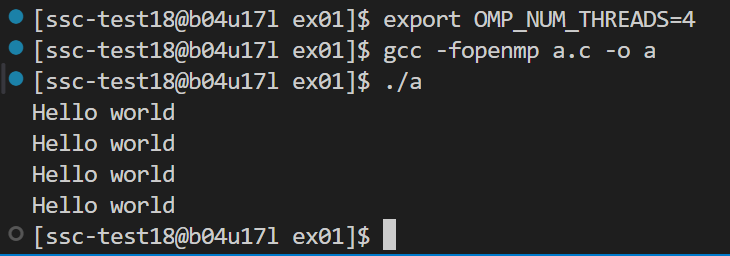 [ssc-test18@b04u17l ex01]$ export OMP_NUM_THREADS=4
[ssc-test18@b04u17l ex01]$ gcc -fopenmp a.c -o a
[ssc-test18@b04u17l ex01]$ ./a
Hello world
Hello world
Hello world
Hello world
[ssc-test18@b04u17l ex01]$